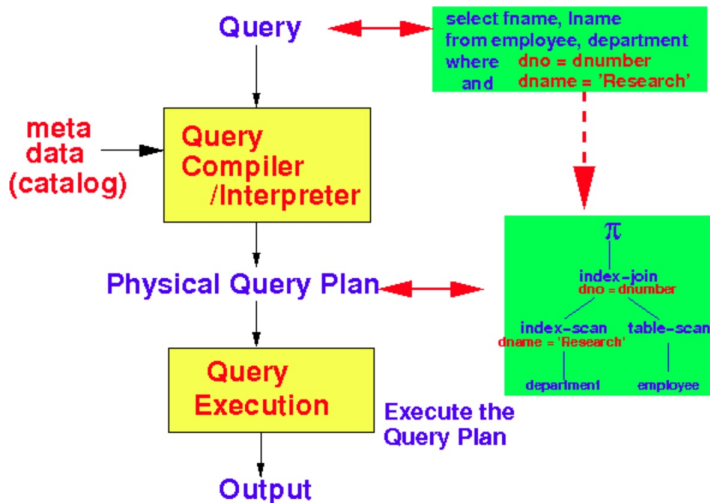 Query
select fname, lname
from employee, department
where dno = dnumber
and dname = 'Research'
meta
data
(catalog)
Query
Compiler
/Interpreter
Physical Query Plan
π
index-join
dno = dnumber
index-scan
dname = 'Research'
table-scan
department
employee
Query
Execution
Execute the
Query Plan
Output